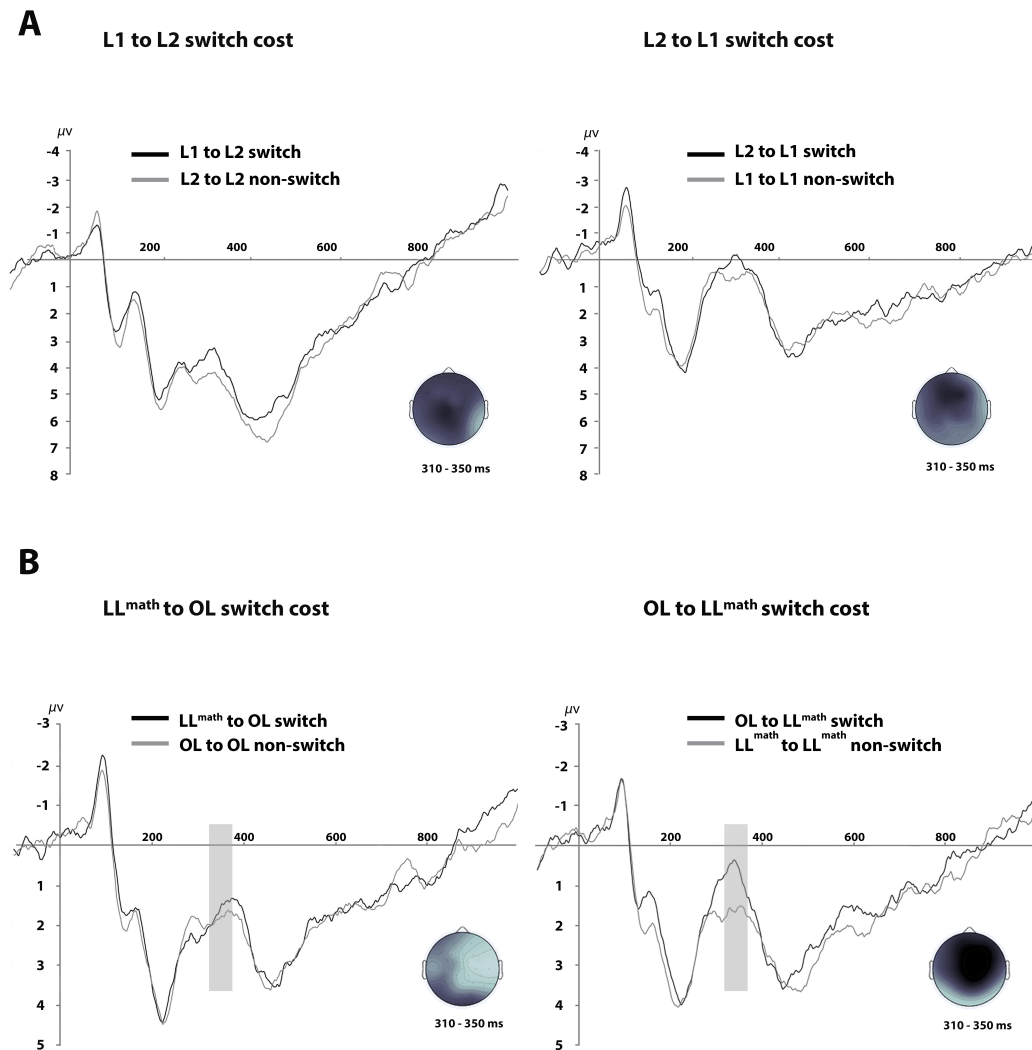 A
L1 to L2 switch cost
L2 to L1 switch cost
μv
L1 to L2 switch
L2 to L2 non-switch
-4
-3
-2
-1
200 400 600 800
1
2
3
4
5
6
7
8
310 - 350 ms
μv
L2 to L1 switch
L1 to L1 non-switch
-4
-3
-2
-1
200 400 600 800
1
2
3
4
5
6
7
8
310 - 350 ms
B
LLmath to OL switch cost
OL to LLmath switch cost
μv
LLmath to OL switch
OL to OL non-switch
-3
-2
-1
200 400 600 800
1
2
3
4
5
310 - 350 ms
μv
OL to LLmath switch
LLmath to LLmath non-switch
-3
-2
-1
200 400 600 800
1
2
3
4
5
310 - 350 ms